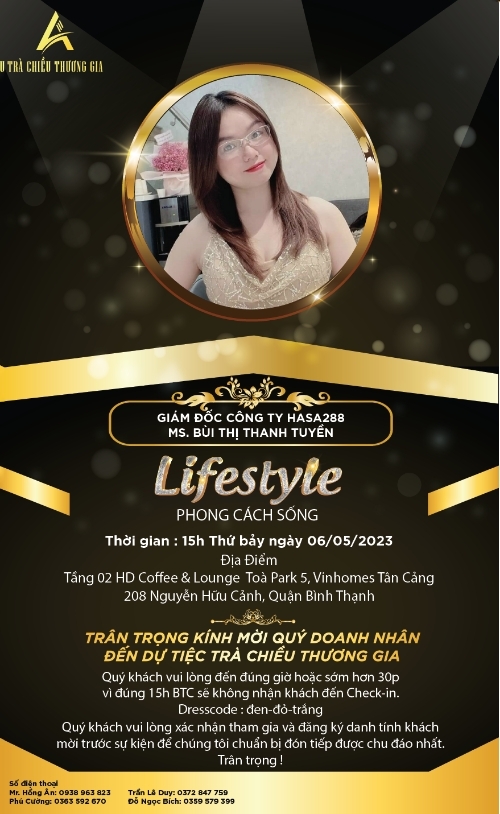 U TRÀ CHIỀU THƯƠNG GIA
GIÁM ĐỐC CÔNG TY HASA288
MS. BÙI THỊ THANH TUYỀN
Lifestyle
PHONG CÁCH SỐNG
Thời gian : 15h Thứ bảy ngày 06/05/2023
Địa Điểm
Tầng 02 HD Coffee & Lounge Toà Park 5, Vinhomes Tân Cảng
208 Nguyễn Hữu Cảnh, Quận Bình Thạnh
TRÂN TRỌNG KÍNH MỜI QUÝ DOANH NHÂN
ĐẾN DỰ TIỆC TRÀ CHIỀU THƯƠNG GIA
Quý khách vui lòng đến đúng giờ hoặc sớm hơn 30p
vì đúng 15h BTC sẽ không nhận khách đến Check-in.
Dresscode : đen-đỏ-trắng
Quý khách vui lòng xác nhận tham gia và đăng ký danh tính khách
mời trước sự kiện để chúng tôi chuẩn bị đón tiếp được chu đáo nhất.
Trân trọng !
Số điện thoại
Mr. Hồng Ân: 0938 963 823 Trần Lê Duy: 0372 847 759
Phú Cường: 0363 592 670 Đỗ Ngọc Bích: 0359 579 399